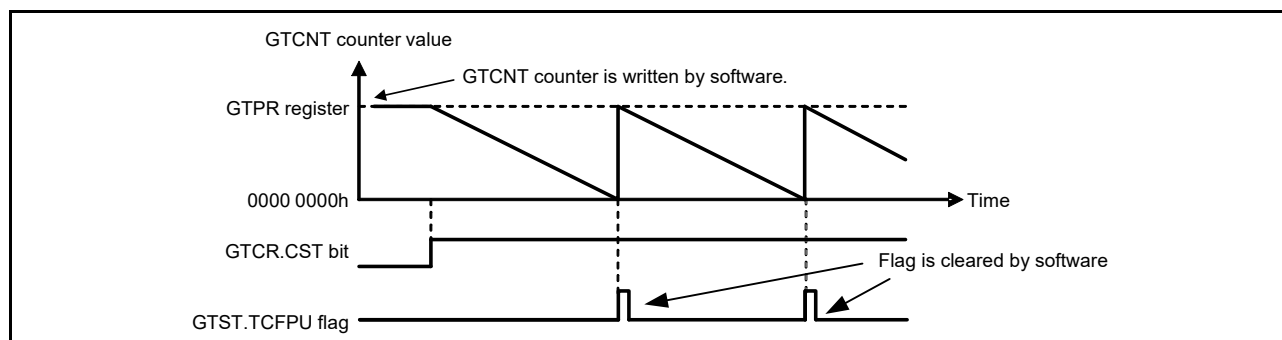 GTCNT counter value
GTCNT counter is written by software.
GTPR register
0000 0000h
Time
GTCR.CST bit
Flag is cleared by software
GTST.TCFPU flag